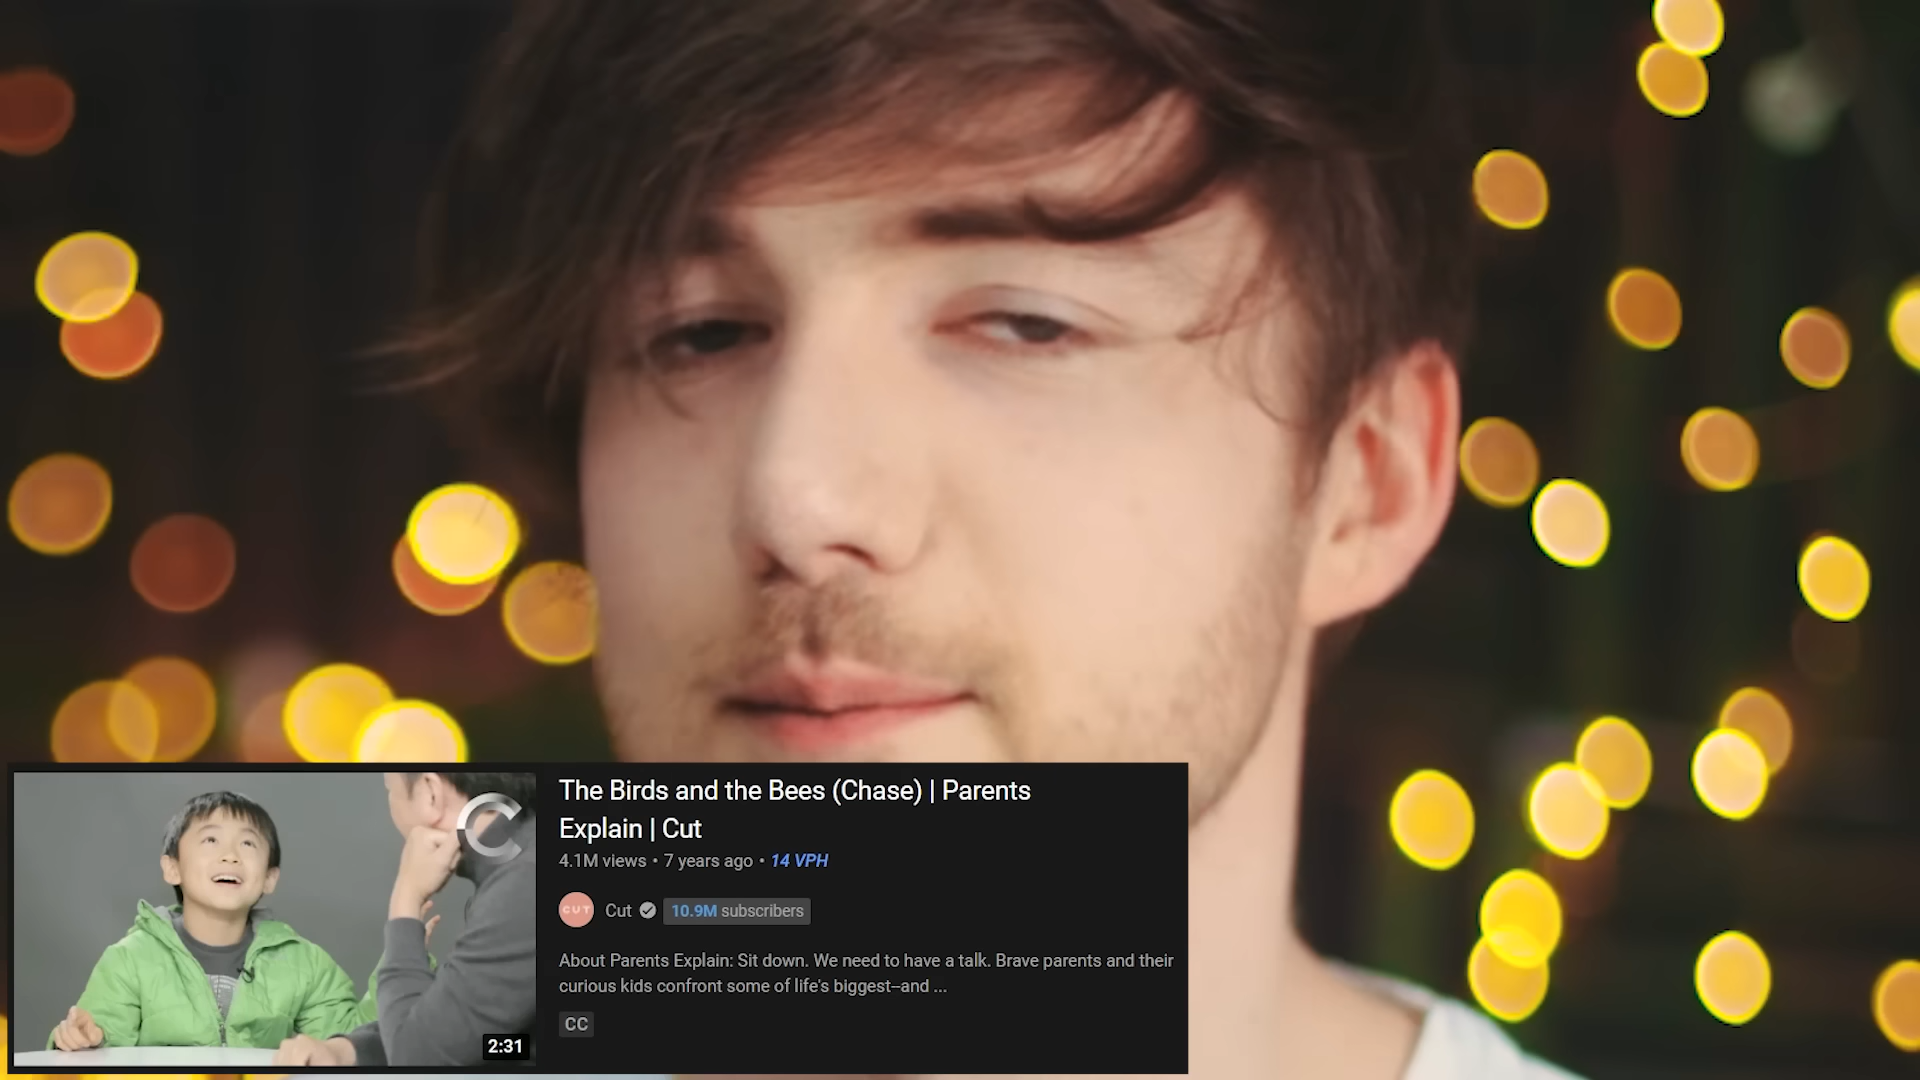 The Birds and the Bees (Chase) | Parents
Explain | Cut
4.1M views • 7 years ago • 14 VPH
CUT
Cut
10.9M subscribers
About Parents Explain: Sit down. We need to have a talk. Brave parents and their
curious kids confront some of life's biggest–and ...
CC
2:31